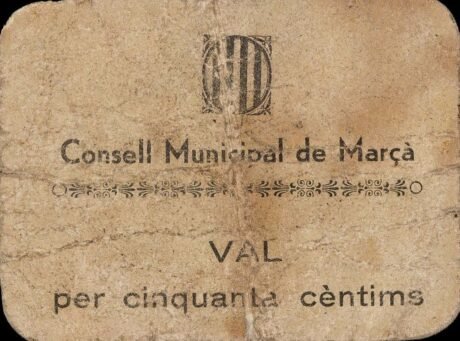 Consell Municipal de Marçà
VAL
per cinquanta cèntims